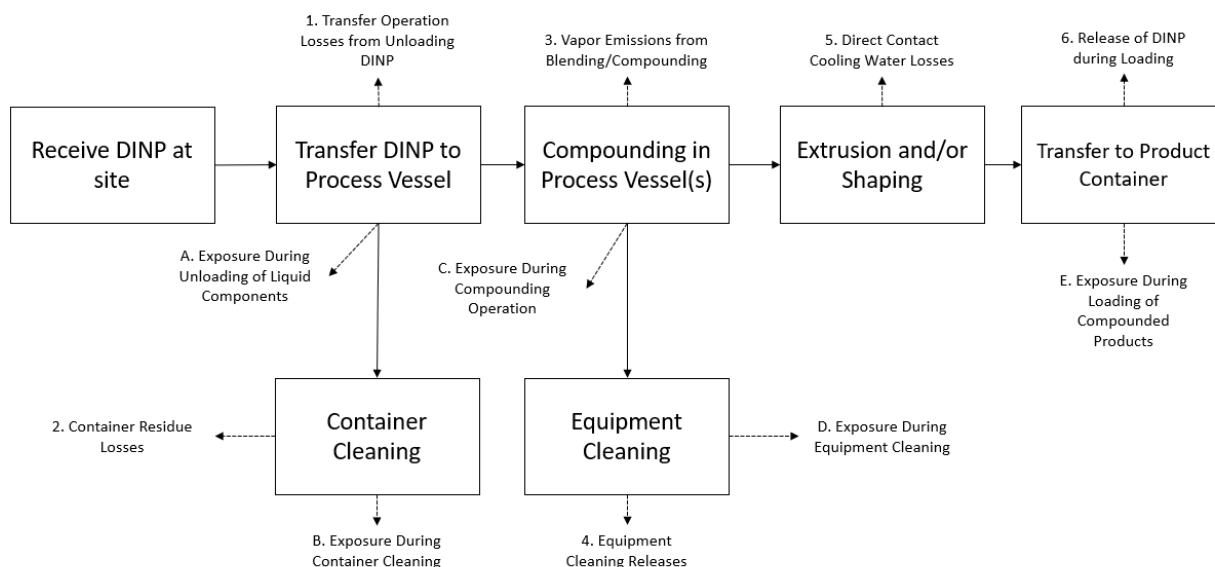 1. Transfer Operation
Losses from Unloading
DINP
3. Vapor Emissions from
Blending/Compounding
5. Direct Contact
Cooling Water Losses
6. Release of DINP
during Loading
Receive DINP at
site
Transfer DINP to
Process Vessel
Compounding in
Process Vessel(s)
Extrusion and/or
Shaping
Transfer to Product
Container
A. Exposure During
Unloading of Liquid
Components
C. Exposure During
Compounding
Operation
E. Exposure During
Loading of
Compounded
Products
2. Container Residue
Losses
Container
Cleaning
Equipment
Cleaning
D. Exposure During
Equipment Cleaning
B. Exposure During
Container Cleaning
4. Equipment
Cleaning Releases